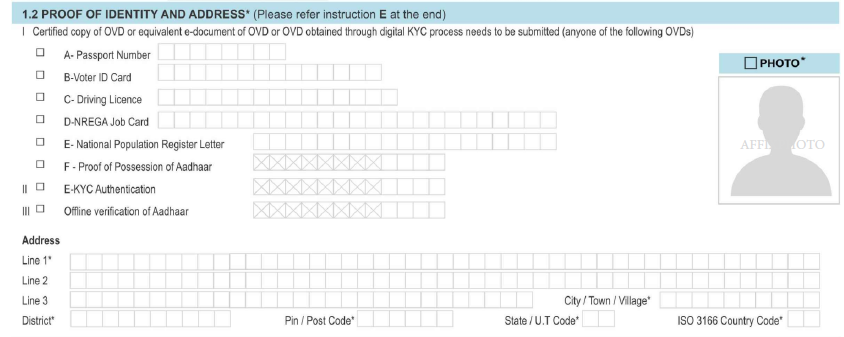 1.2 PROOF OF IDENTITY AND ADDRESS* (Please refer instruction E at the end)
I Certified copy of OVD or equivalent e-document of OVD or OVD obtained through digital KYC process needs to be submitted (anyone of the following OVDs)
A- Passport Number
PHOTO*
B-Voter ID Card
C- Driving Licence
D-NREGA Job Card
E- National Population Register Letter
F - Proof of Possession of Aadhaar
II E-KYC Authentication
III Offline verification of Aadhaar
Address
Line 1*
Line 2
Line 3 City / Town / Village*
District* Pin / Post Code* State / U.T Code* ISO 3166 Country Code*